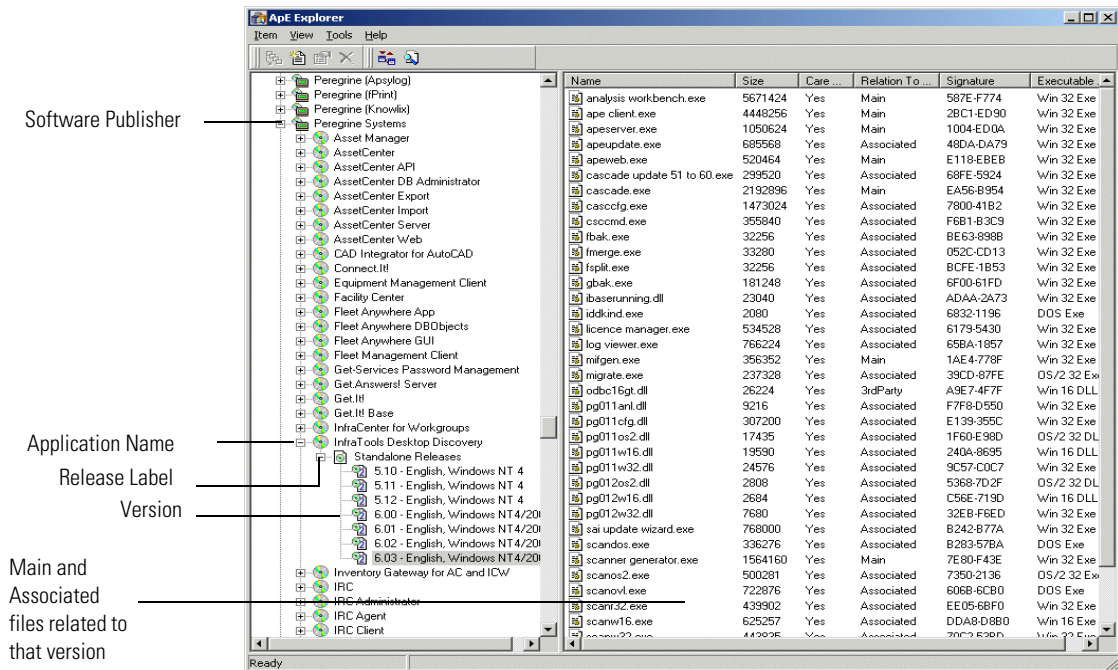 ApE Explorer
Item View Tools Help
Peregrine (Apsylog)
Peregrine (fPrint)
Peregrine (Knowlix)
Software Publisher
Peregrine Systems
Asset Manager
AssetCenter
AssetCenter API
AssetCenter DB Administrator
AssetCenter Export
AssetCenter Import
AssetCenter Server
AssetCenter Web
CAD Integrator for AutoCAD
Connect.It!
Equipment Management Client
Facility Center
Fleet Anywhere App
Fleet Anywhere DBObjects
Fleet Anywhere GUI
Fleet Management Client
Get-Services Password Management
Get.Answers! Server
Get.It!
Get.It! Base
InfraCenter for Workgroups
Application Name
InfraTools Desktop Discovery
Release Label
Standalone Releases
5.10 - English, Windows NT 4
5.11 - English, Windows NT 4
5.12 - English, Windows NT 4
Version
6.00 - English, Windows NT4/20
6.01 - English, Windows NT4/20
6.02 - English, Windows NT4/20
6.03 - English, Windows NT4/20
Inventory Gateway for AC and ICW
IRC
IRC Administrator
IRC Agent
IRC Client
Main and
Associated
files related to
that version
Name Size Care ... Relation To ... Signature Executable
analysis workbench.exe 5671424 Yes Main 587E-F774 Win 32 Exe
ape client.exe 4448256 Yes Main 2BC1-ED90 Win 32 Exe
apeserver.exe 1050624 Yes Main 1004-ED0A Win 32 Exe
apeupdate.exe 685568 Yes Associated 48DA-DA79 Win 32 Exe
apeweb.exe 520464 Yes Main E118-EBEB Win 32 Exe
cascade update 51 to 60.exe 299520 Yes Associated 68FE-5924 Win 32 Exe
cascade.exe 2192896 Yes Main EA56-B954 Win 32 Exe
casccfg.exe 1473024 Yes Associated 7800-41B2 Win 32 Exe
csccmd.exe 355840 Yes Associated F6B1-B3C9 Win 32 Exe
fbak.exe 32256 Yes Associated BE63-898B Win 32 Exe
fmerge.exe 33280 Yes Associated 052C-CD13 Win 32 Exe
fsplit.exe 32256 Yes Associated BCFE-1B53 Win 32 Exe
gbak.exe 181248 Yes Associated 6F00-61FD Win 32 Exe
ibaserunning.dll 23040 Yes Associated ADAA-2A73 Win 32 Exe
iddkind.exe 2080 Yes Associated 6832-1196 DOS Exe
licence manager.exe 534528 Yes Associated 6179-5430 Win 32 Exe
log viewer.exe 766224 Yes Associated 65BA-1857 Win 32 Exe
mifgen.exe 356352 Yes Main 1AE4-778F Win 32 Exe
migrate.exe 237328 Yes Associated 39CD-87FE OS/2 32 Ex
odbc16gt.dll 26224 Yes 3rdParty A9E7-4F7F Win 16 DLL
pg011anl.dll 9216 Yes Associated F7F8-D550 Win 32 Exe
pg011cfg.dll 307200 Yes Associated E139-355C Win 32 Exe
pg011os2.dll 17435 Yes Associated 1F60-E98D OS/2 32 DL
pg011w16.dll 19590 Yes Associated 240A-8695 Win 16 DLL
pg011w32.dll 24576 Yes Associated 9C57-C0C7 Win 32 Exe
pg012os2.dll 2808 Yes Associated 5368-7D2F OS/2 32 DL
pg012w16.dll 2684 Yes Associated C56E-719D Win 16 DLL
pg012w32.dll 7680 Yes Associated 32EB-F6ED Win 32 Exe
sai update wizard.exe 768000 Yes Associated B242-B77A Win 32 Exe
scandos.exe 336276 Yes Associated B283-57BA DOS Exe
scanner generator.exe 1564160 Yes Main 7E80-F43E Win 32 Exe
scanos2.exe 500281 Yes Associated 7350-2136 OS/2 32 Ex
scanovl.exe 722876 Yes Associated 606B-6CB0 DOS Exe
scanr32.exe 439902 Yes Associated EE05-6BF0 Win 32 Exe
scanw16.exe 625257 Yes Associated DDA8-D8B0 Win 16 Exe
Ready